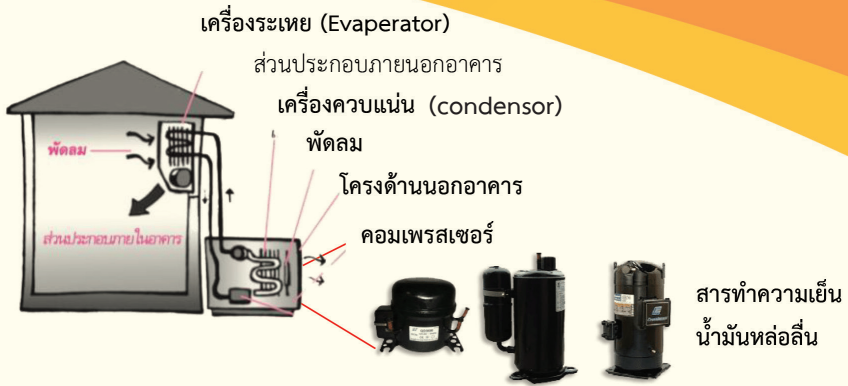 เครื่องระเหย (Evaperator)
ส่วนประกอบภายนอกอาคาร
เครื่องควบแน่น (condensor)
พัดลม
พัดลม
โครงด้านนอกอาคาร
คอมเพรสเซอร์
ส่วนประกอบภายในอาคาร
สารทำความเย็น
น้ำมันหล่อลื่น